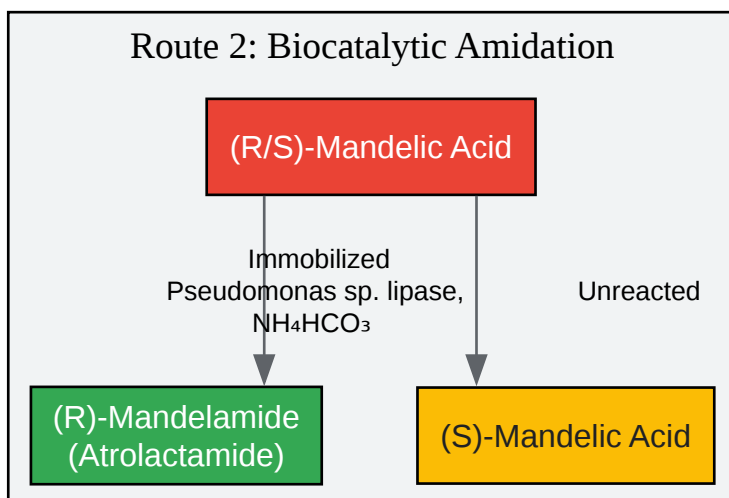 Route 2: Biocatalytic Amidation
(R/S)-Mandelic Acid
Immobilized
Pseudomonas sp. lipase,
NH₄HCO₃
Unreacted
(R)-Mandelamide
(Atrolactamide)
(S)-Mandelic Acid